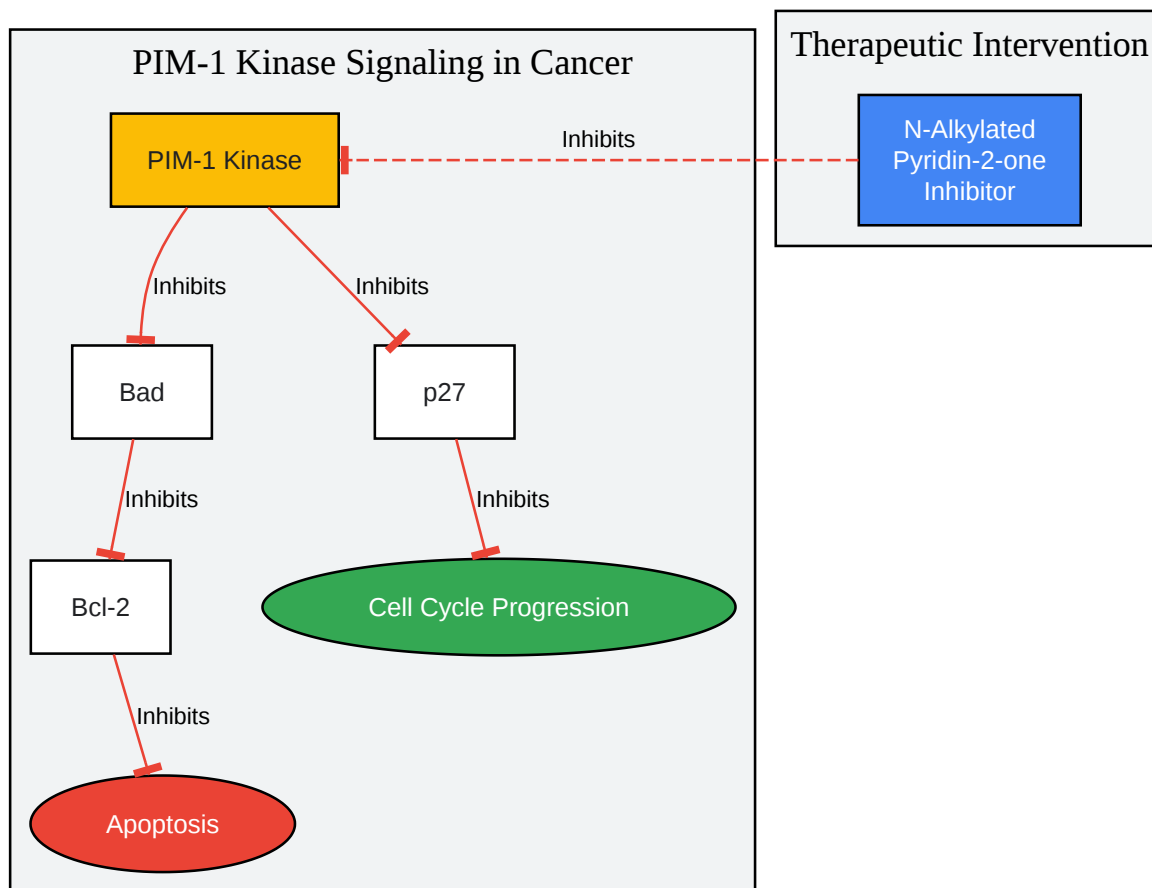 PIM-1 Kinase Signaling in Cancer
Therapeutic Intervention
PIM-1 Kinase
Inhibits
N-Alkylated
Pyridin-2-one
Inhibitor
Inhibits
Inhibits
Bad
p27
Inhibits
Inhibits
Bcl-2
Cell Cycle Progression
Inhibits
Apoptosis